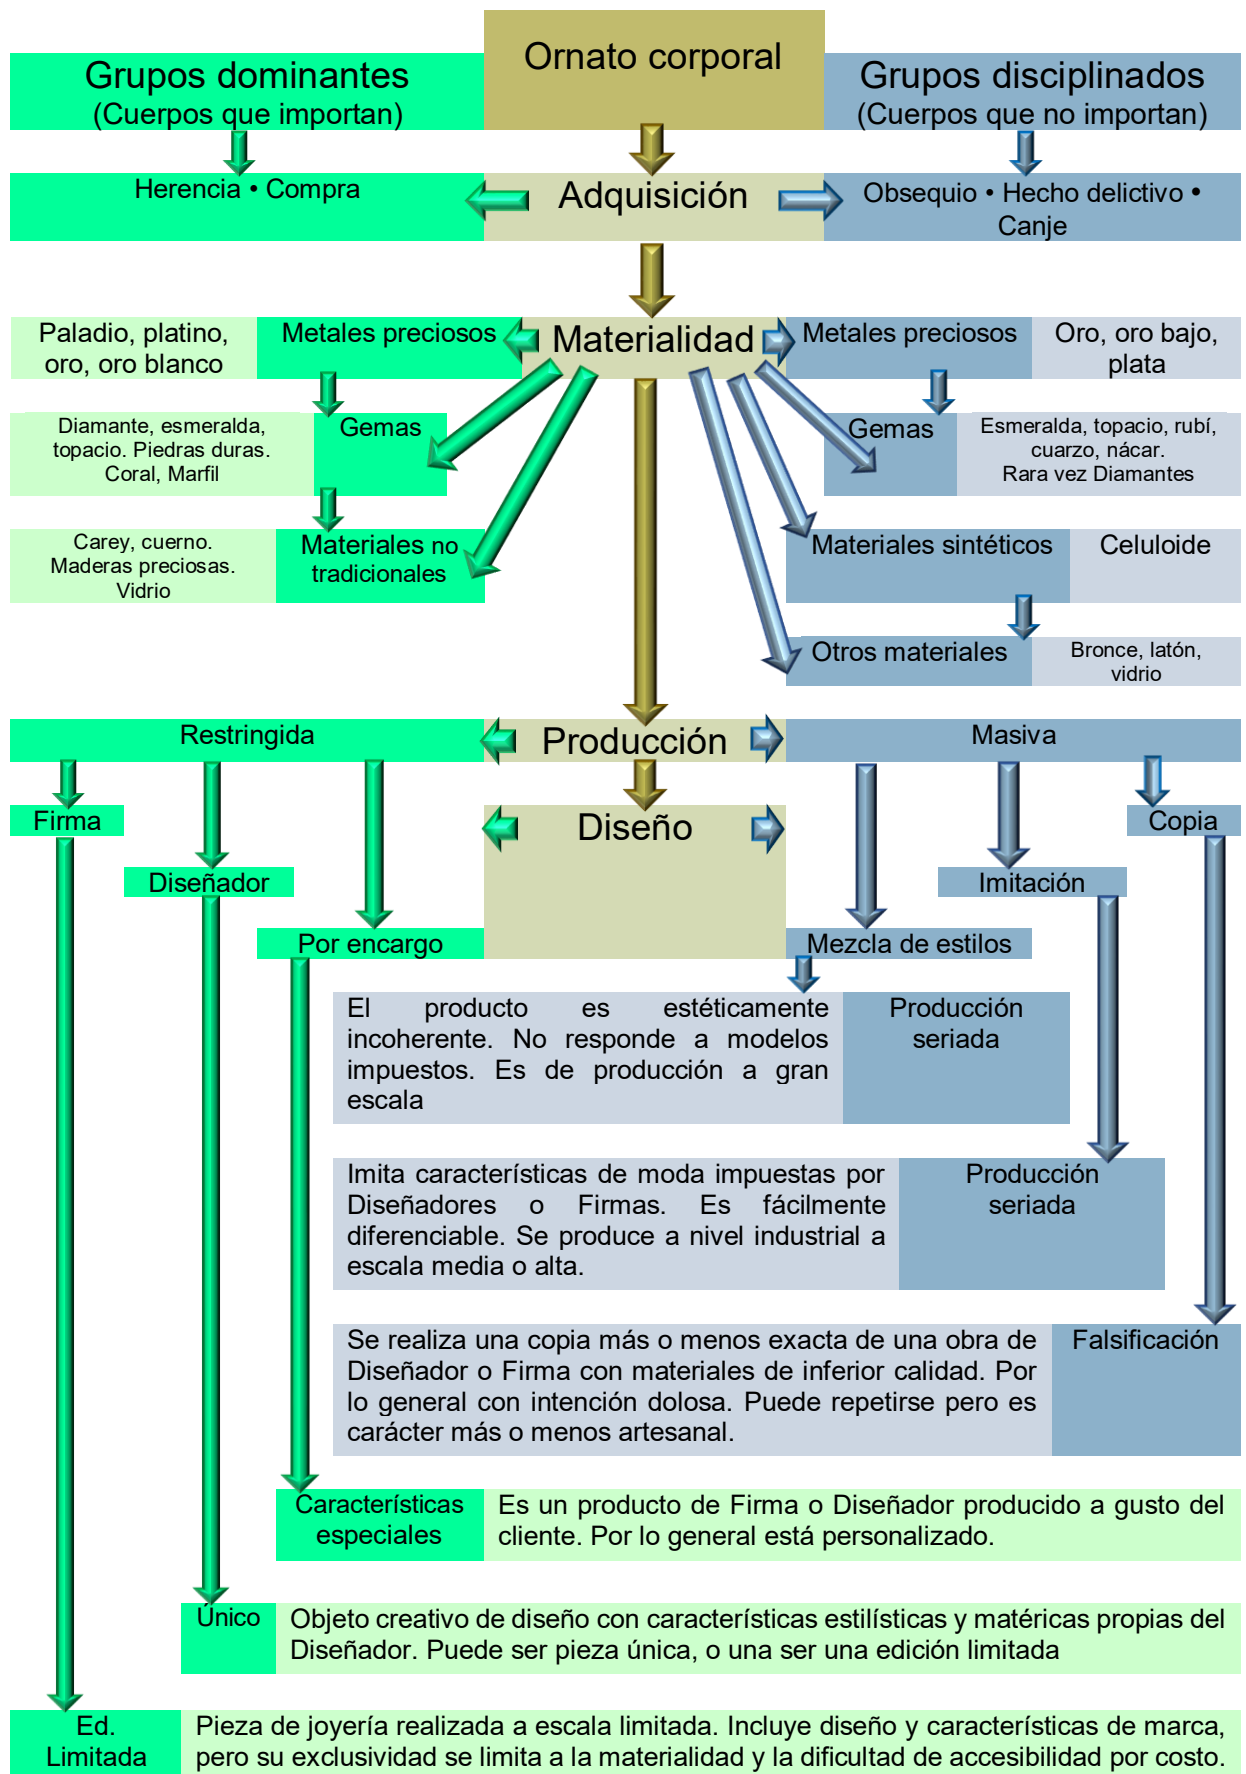 Ornato corporal
Grupos dominantes
(Cuerpos que importan)
Grupos disciplinados
(Cuerpos que no importan)
Herencia • Compra
Adquisición
Obsequio • Hecho delictivo •
Canje
Paladio, platino,
oro, oro blanco
Metales preciosos
Materialidad
Metales preciosos
Oro, oro bajo,
plata
Diamante, esmeralda,
topacio. Piedras duras.
Coral, Marfil
Gemas
Gemas
Esmeralda, topacio, rubí,
cuarzo, nácar.
Rara vez Diamantes
Carey, cuerno.
Maderas preciosas.
Vidrio
Materiales no
tradicionales
Materiales sintéticos
Celuloide
Otros materiales
Bronce, latón,
vidrio
Restringida
Producción
Masiva
Firma
Diseño
Copia
Diseñador
Imitación
Por encargo
Mezcla de estilos
El producto es estéticamente
incoherente. No responde a modelos
impuestos. Es de producción a gran
escala
Producción
seriada
Imita características de moda impuestas por
Diseñadores o Firmas. Es fácilmente
diferenciable. Se produce a nivel industrial a
escala media o alta.
Producción
seriada
Se realiza una copia más o menos exacta de una obra de
Diseñador o Firma con materiales de inferior calidad. Por
lo general con intención dolosa. Puede repetirse pero es
carácter más o menos artesanal.
Falsificación
Características
especiales
Es un producto de Firma o Diseñador producido a gusto del
cliente. Por lo general está personalizado.
Único
Objeto creativo de diseño con características estilísticas y matéricas propias del
Diseñador. Puede ser pieza única, o una ser una edición limitada
Ed.
Limitada
Pieza de joyería realizada a escala limitada. Incluye diseño y características de marca,
pero su exclusividad se limita a la materialidad y la dificultad de accesibilidad por costo.